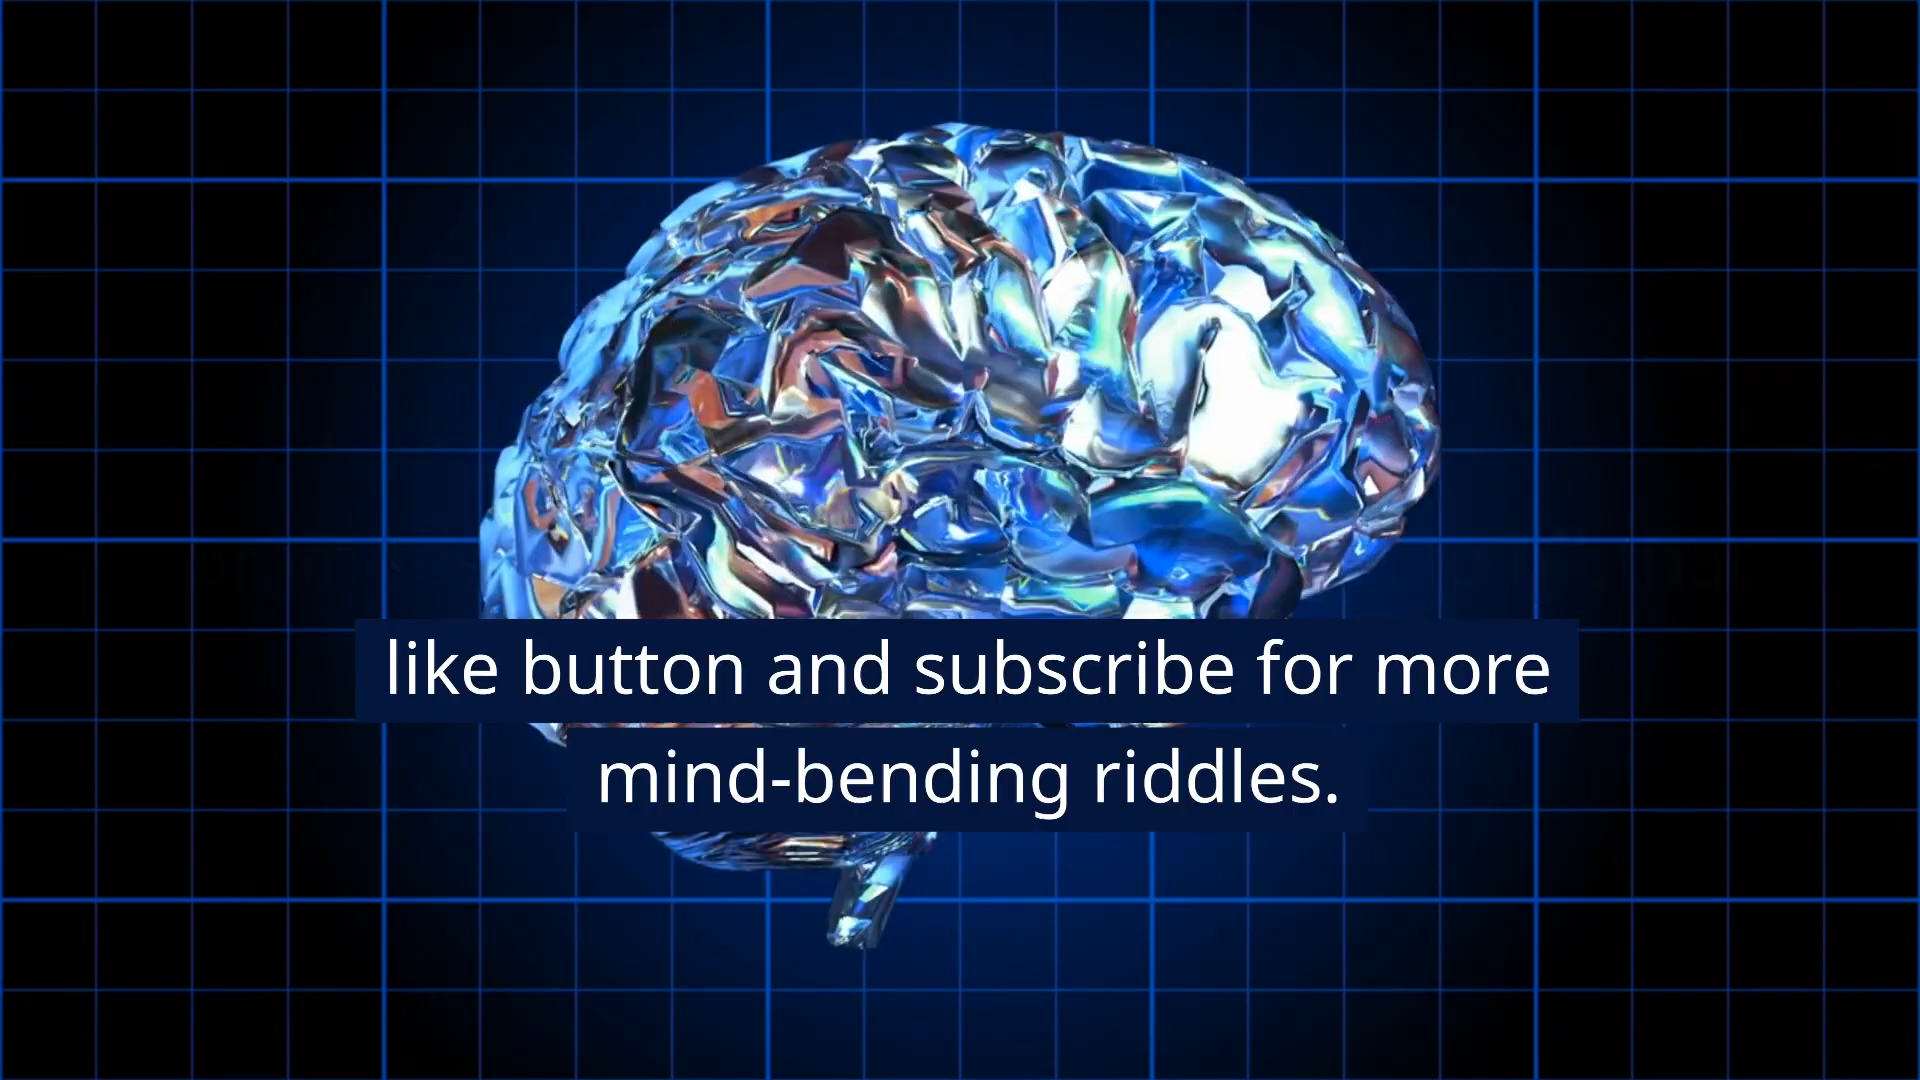 like button and subscribe for more
mind-bending riddles.